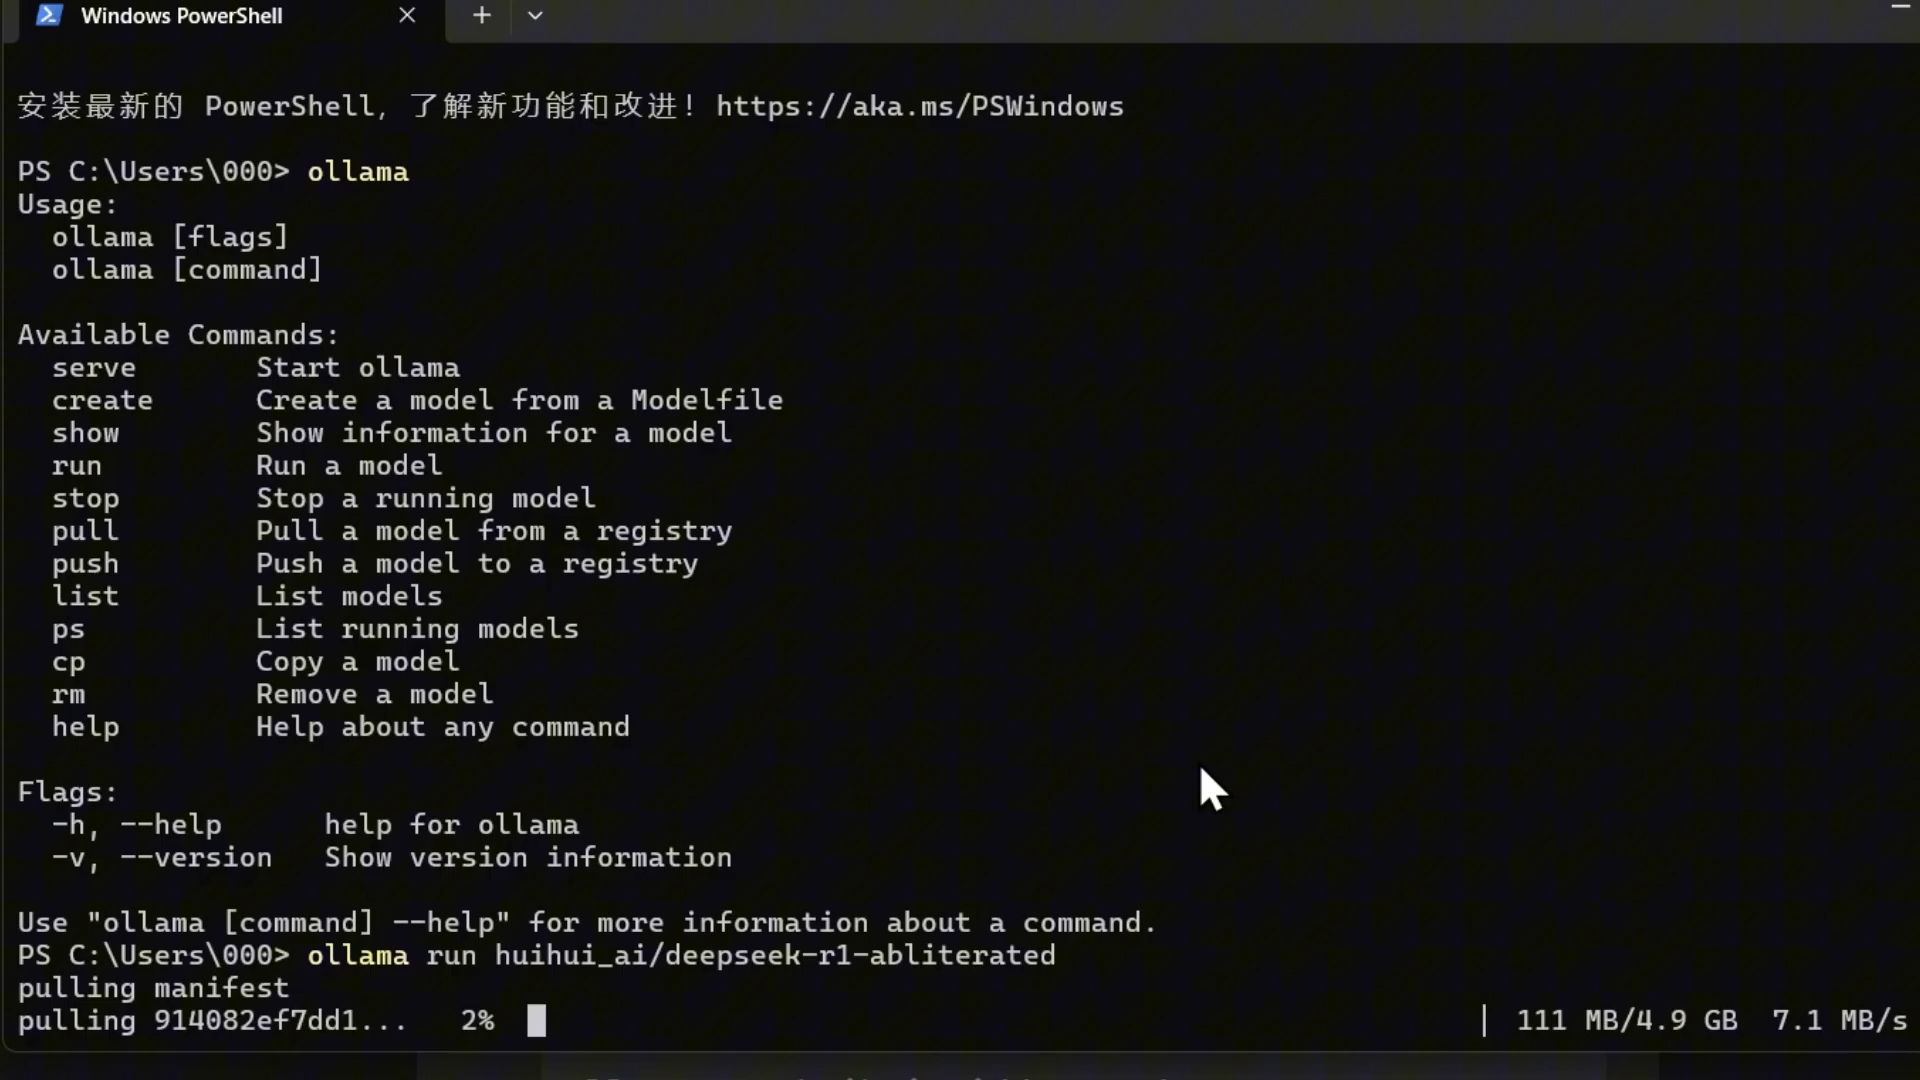 Windows PowerShell
安装最新的 PowerShell，了解新功能和改进！https://aka.ms/PSWindows
PS C:\Users\000> ollama
Usage:
ollama [flags]
ollama [command]
Available Commands:
serve Start ollama
create Create a model from a Modelfile
show Show information for a model
run Run a model
stop Stop a running model
pull Pull a model from a registry
push Push a model to a registry
list List models
ps List running models
cp Copy a model
rm Remove a model
help Help about any command
Flags:
-h, --help help for ollama
-v, --version Show version information
Use "ollama [command] --help" for more information about a command.
PS C:\Users\000> ollama run huihui_ai/deepseek-r1-abliterated
pulling manifest
pulling 914082ef7dd1... 2% | 111 MB/4.9 GB 7.1 MB/s